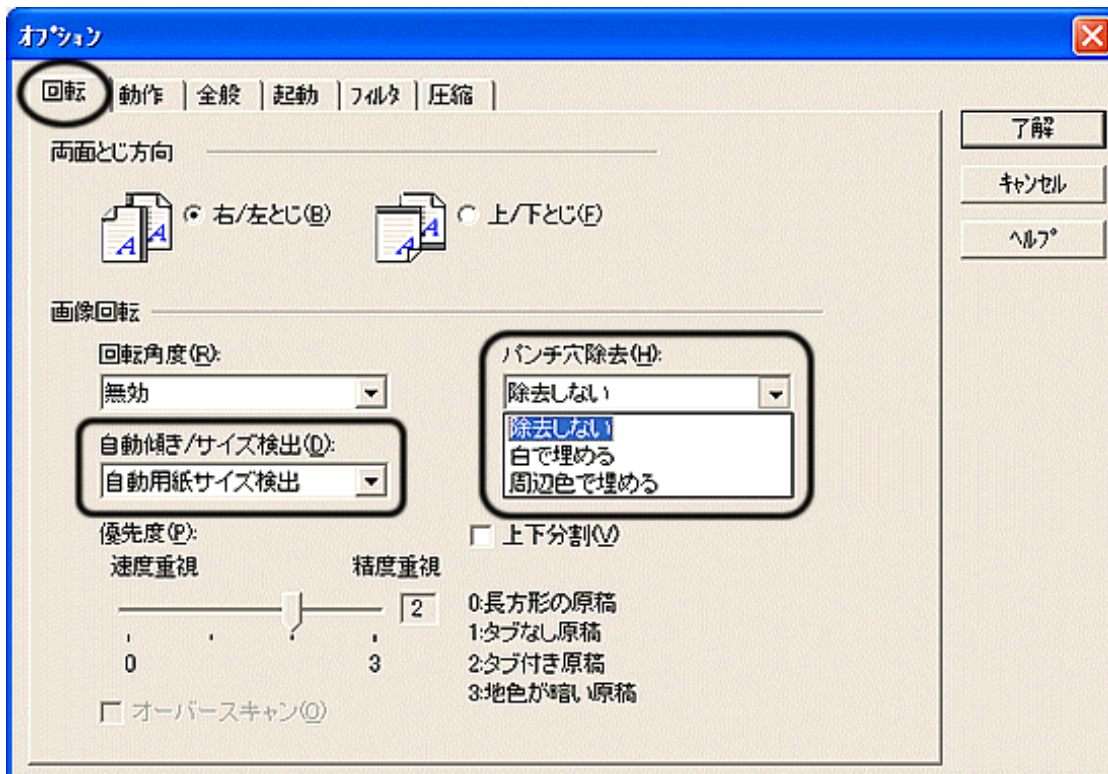 オプション
回転 動作 全般 起動 フィルタ 圧縮
了解
キャンセル
ヘルプ
両面とじ方向
右/左とじ(B) 上/下とじ(F)
画像回転
回転角度(R):
無効
自動傾き/サイズ検出(D):
自動用紙サイズ検出
パンチ穴除去(H):
除去しない
除去しない
白で埋める
周辺色で埋める
優先度(P):
速度重視 精度重視
2
0 3
オーバースキャン(O)
上下分割(V)
0:長方形の原稿
1:タブなし原稿
2:タブ付き原稿
3:地色が暗い原稿